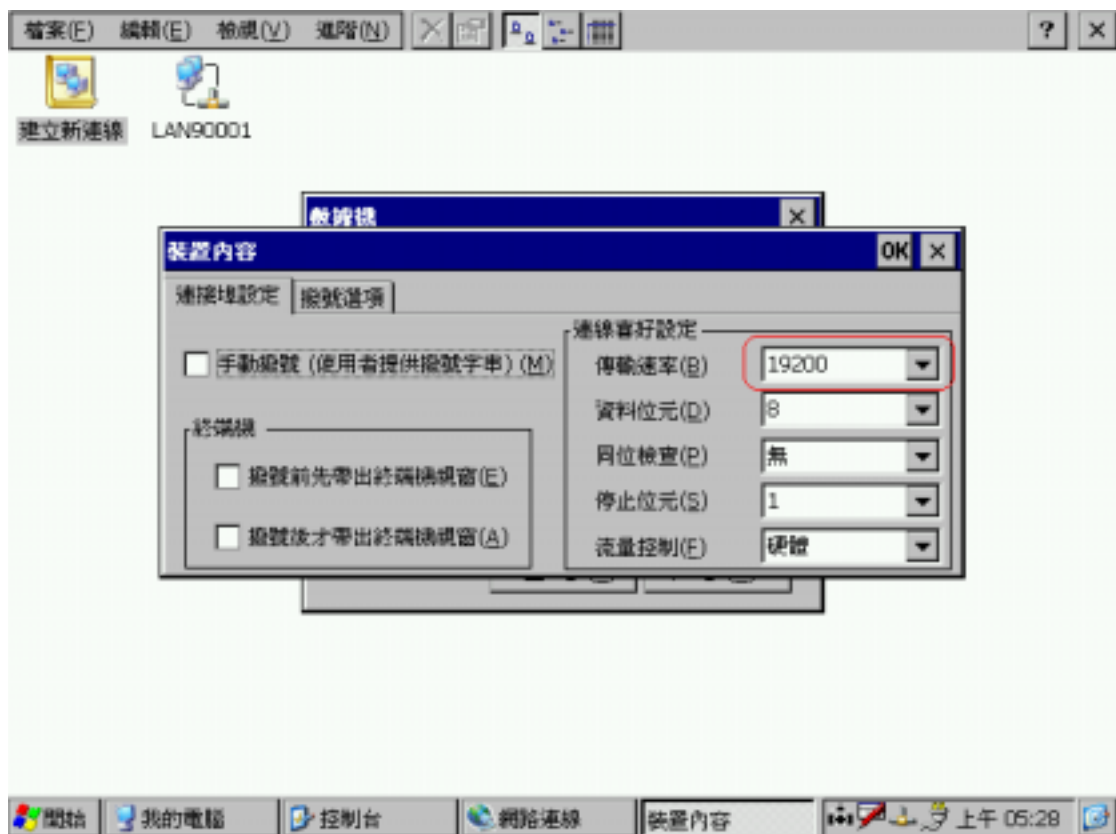 檔案(F) 編輯(E) 檢視(V) 進階(N) ? ×
建立新連線 LAN90001
數據機 ×
裝置內容 OK ×
連接埠設定 撥號選項
手動撥號 (使用者提供撥號字串) (M)
終端機
撥號前先帶出終端機視窗(E)
撥號後才帶出終端機視窗(A)
連線喜好設定
傳輸速率(B) 19200
資料位元(D) 8
同位檢查(P) 無
停止位元(S) 1
流量控制(F) 硬體
開始 我的電腦 控制台 網路連線 裝置內容 上午 05:28